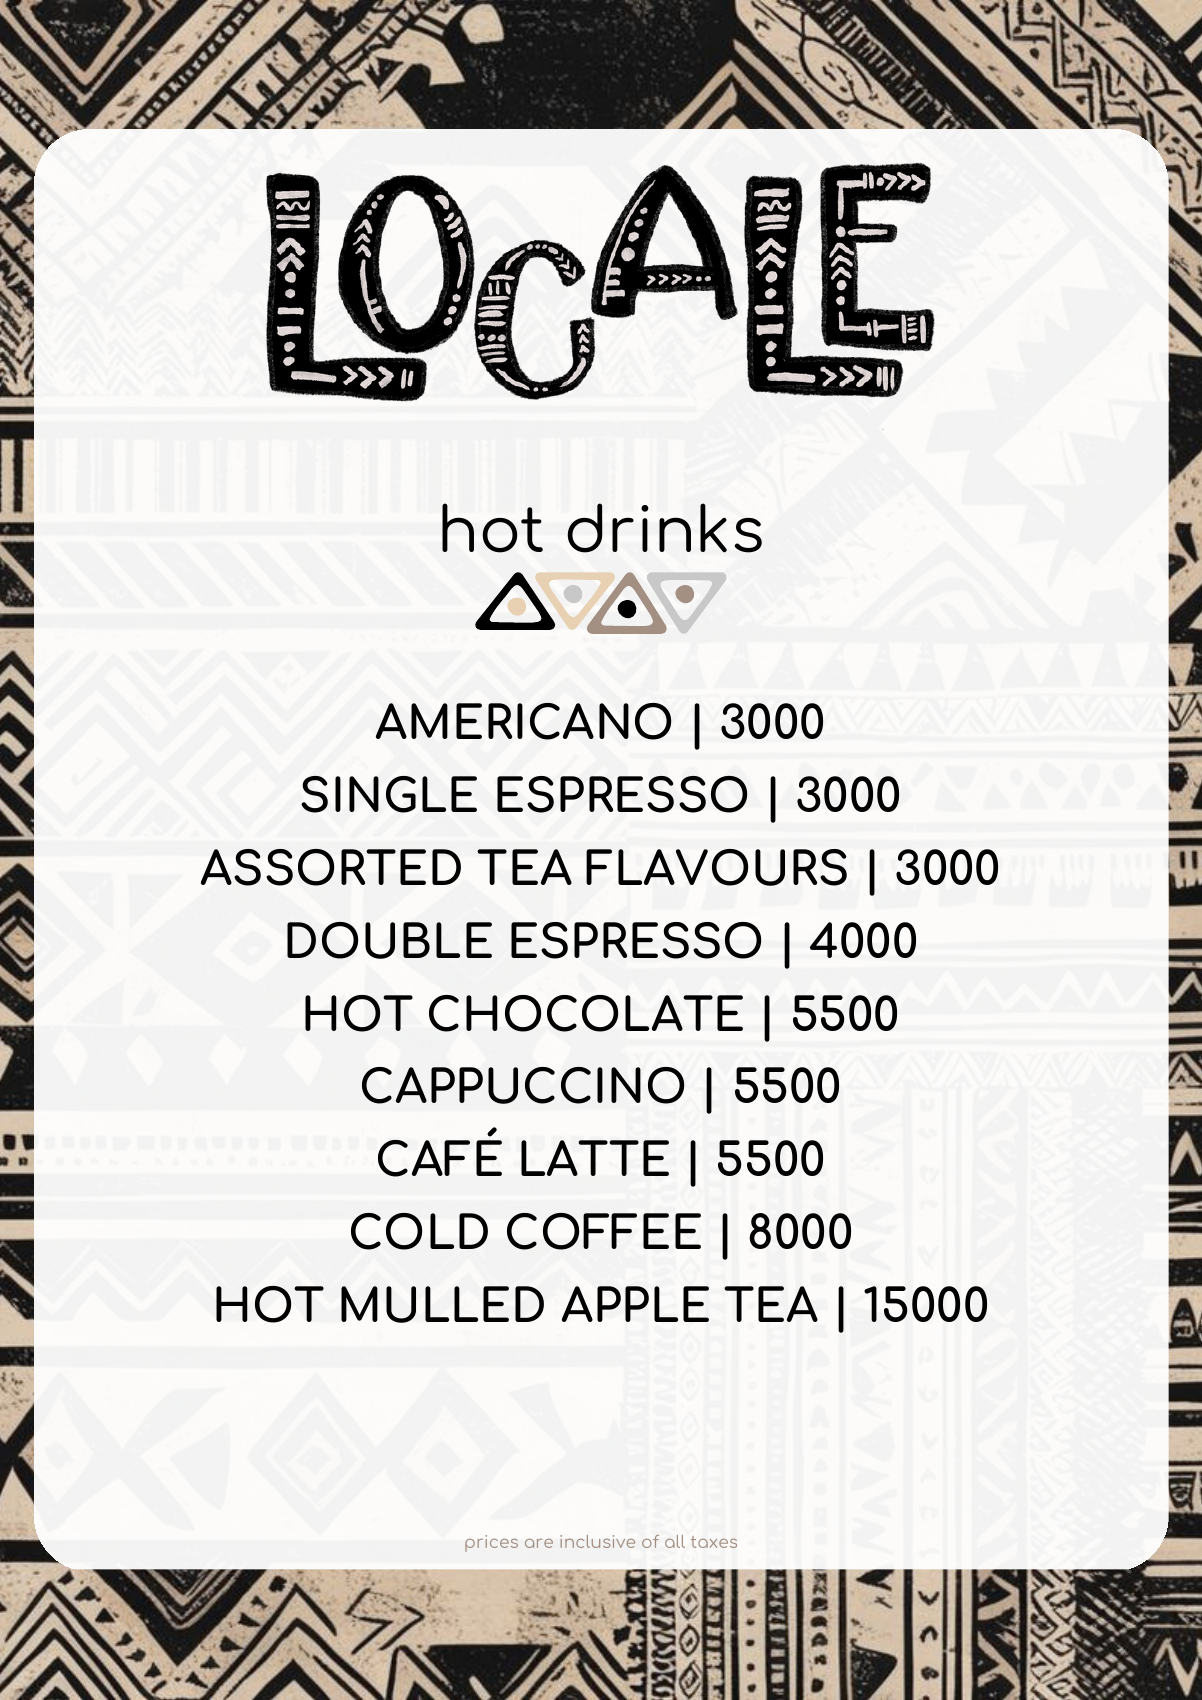 LOCALE
hot drinks
AMERICANO | 3000
SINGLE ESPRESSO | 3000
ASSORTED TEA FLAVOURS | 3000
DOUBLE ESPRESSO | 4000
HOT CHOCOLATE | 5500
CAPPUCCINO | 5500
CAFÉ LATTE | 5500
COLD COFFEE | 8000
HOT MULLED APPLE TEA | 15000
prices are inclusive of all taxes